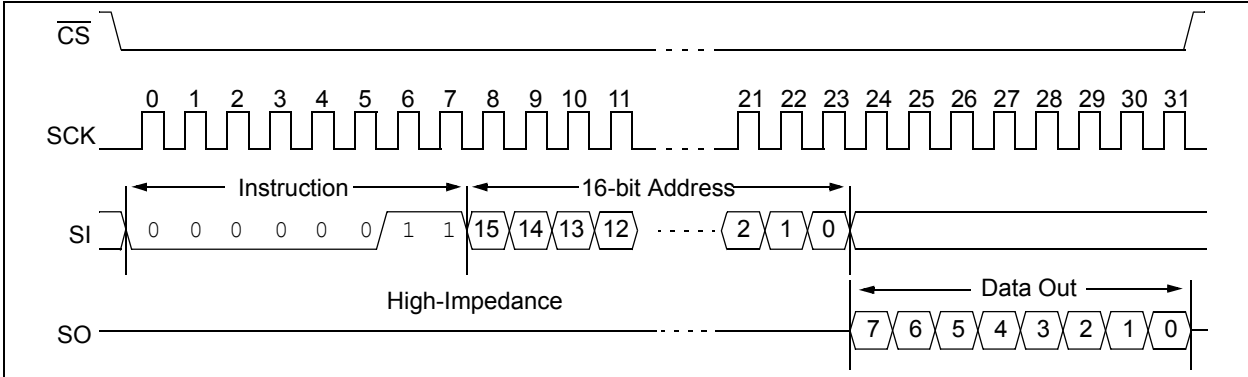 CS
0 1 2 3 4 5 6 7 8 9 10 11 21 22 23 24 25 26 27 28 29 30 31
SCK
Instruction 16-bit Address
SI 0 0 0 0 0 0 1 1 15 14 13 12 2 1 0
High-Impedance Data Out
SO 7 6 5 4 3 2 1 0